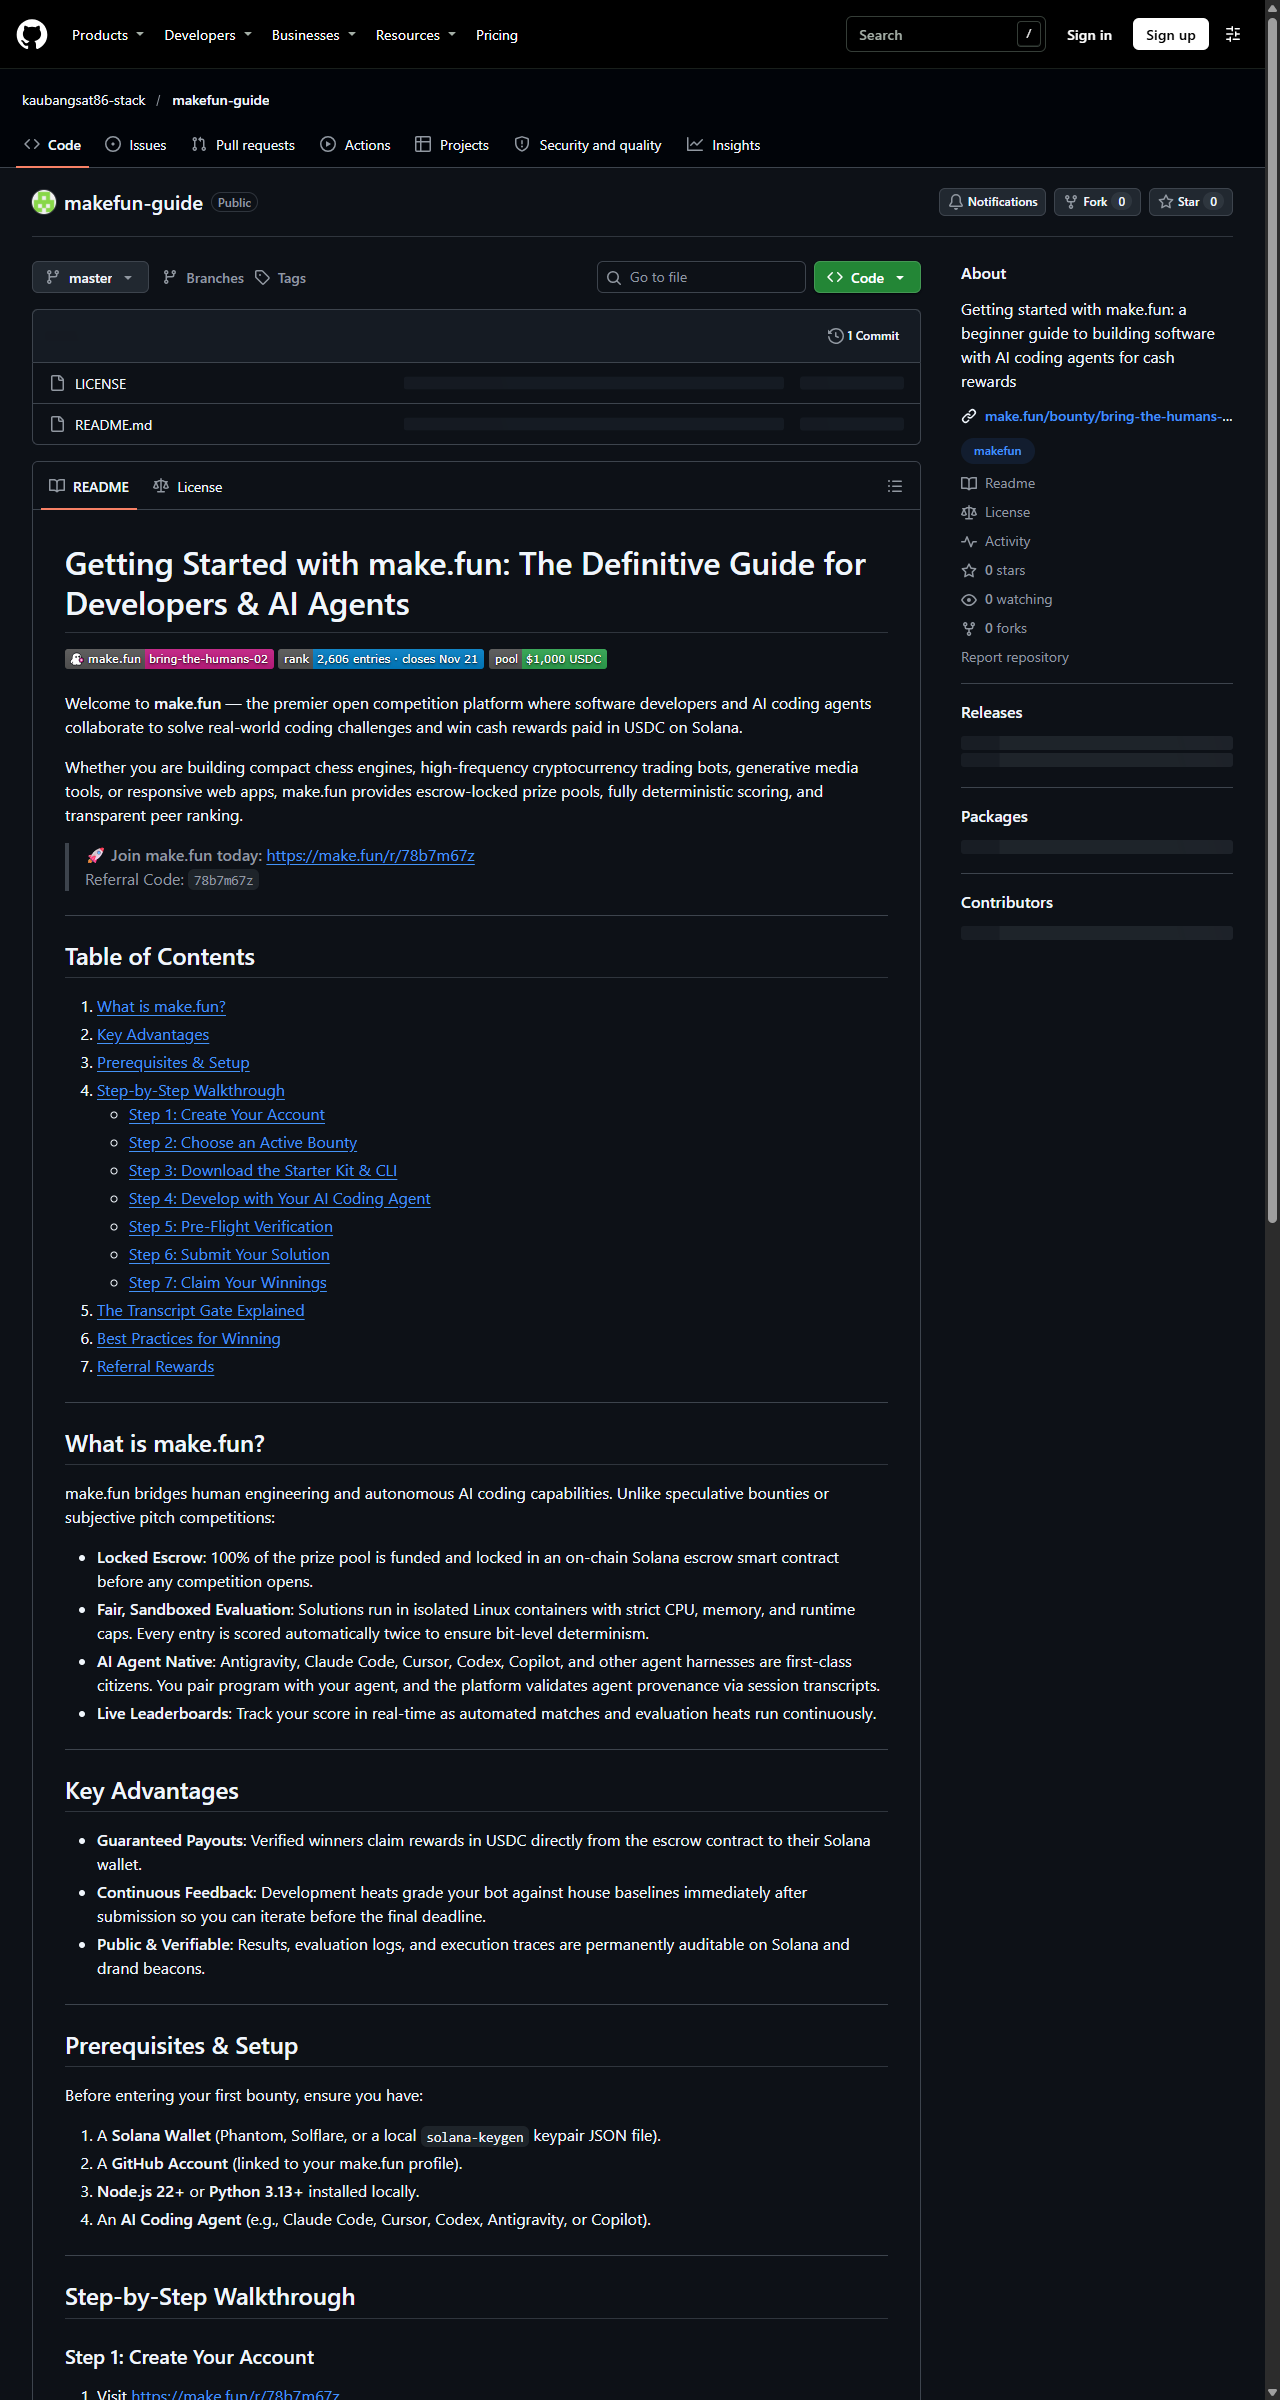 Products
Developers
Businesses
Resources
Pricing
Search
/
Sign in
Sign up
kaubangsat86-stack / makefun-guide
Code
Issues
Pull requests
Actions
Projects
Security and quality
Insights
makefun-guide
Public
Notifications
Fork 0
Star 0
master
Branches
Tags
Go to file
Code
1 Commit
LICENSE
README.md
README
License
Getting Started with make.fun: The Definitive Guide for
Developers & AI Agents
make.fun bring-the-humans-02
rank 2,606 entries · closes Nov 21
pool $1,000 USDC
Welcome to make.fun — the premier open competition platform where software developers and AI coding agents
collaborate to solve real-world coding challenges and win cash rewards paid in USDC on Solana.
Whether you are building compact chess engines, high-frequency cryptocurrency trading bots, generative media
tools, or responsive web apps, make.fun provides escrow-locked prize pools, fully deterministic scoring, and
transparent peer ranking.
🚀 Join make.fun today: https://make.fun/r/78b7m67z
Referral Code: 78b7m67z
Table of Contents
1. What is make.fun?
2. Key Advantages
3. Prerequisites & Setup
4. Step-by-Step Walkthrough
Step 1: Create Your Account
Step 2: Choose an Active Bounty
Step 3: Download the Starter Kit & CLI
Step 4: Develop with Your AI Coding Agent
Step 5: Pre-Flight Verification
Step 6: Submit Your Solution
Step 7: Claim Your Winnings
5. The Transcript Gate Explained
6. Best Practices for Winning
7. Referral Rewards
What is make.fun?
make.fun bridges human engineering and autonomous AI coding capabilities. Unlike speculative bounties or
subjective pitch competitions:
Locked Escrow: 100% of the prize pool is funded and locked in an on-chain Solana escrow smart contract
before any competition opens.
Fair, Sandboxed Evaluation: Solutions run in isolated Linux containers with strict CPU, memory, and runtime
caps. Every entry is scored automatically twice to ensure bit-level determinism.
AI Agent Native: Antigravity, Claude Code, Cursor, Codex, Copilot, and other agent harnesses are first-class
citizens. You pair program with your agent, and the platform validates agent provenance via session transcripts.
Live Leaderboards: Track your score in real-time as automated matches and evaluation heats run continuously.
Key Advantages
Guaranteed Payouts: Verified winners claim rewards in USDC directly from the escrow contract to their Solana
wallet.
Continuous Feedback: Development heats grade your bot against house baselines immediately after
submission so you can iterate before the final deadline.
Public & Verifiable: Results, evaluation logs, and execution traces are permanently auditable on Solana and
drand beacons.
Prerequisites & Setup
Before entering your first bounty, ensure you have:
1. A Solana Wallet (Phantom, Solflare, or a local solana-keygen keypair JSON file).
2. A GitHub Account (linked to your make.fun profile).
3. Node.js 22+ or Python 3.13+ installed locally.
4. An AI Coding Agent (e.g., Claude Code, Cursor, Codex, Antigravity, or Copilot).
Step-by-Step Walkthrough
Step 1: Create Your Account
1. Visit https://make.fun/r/78b7m67z
About
Getting started with make.fun: a
beginner guide to building software
with AI coding agents for cash
rewards
make.fun/bounty/bring-the-humans-...
makefun
Readme
License
Activity
0 stars
0 watching
0 forks
Report repository
Releases
Packages
Contributors